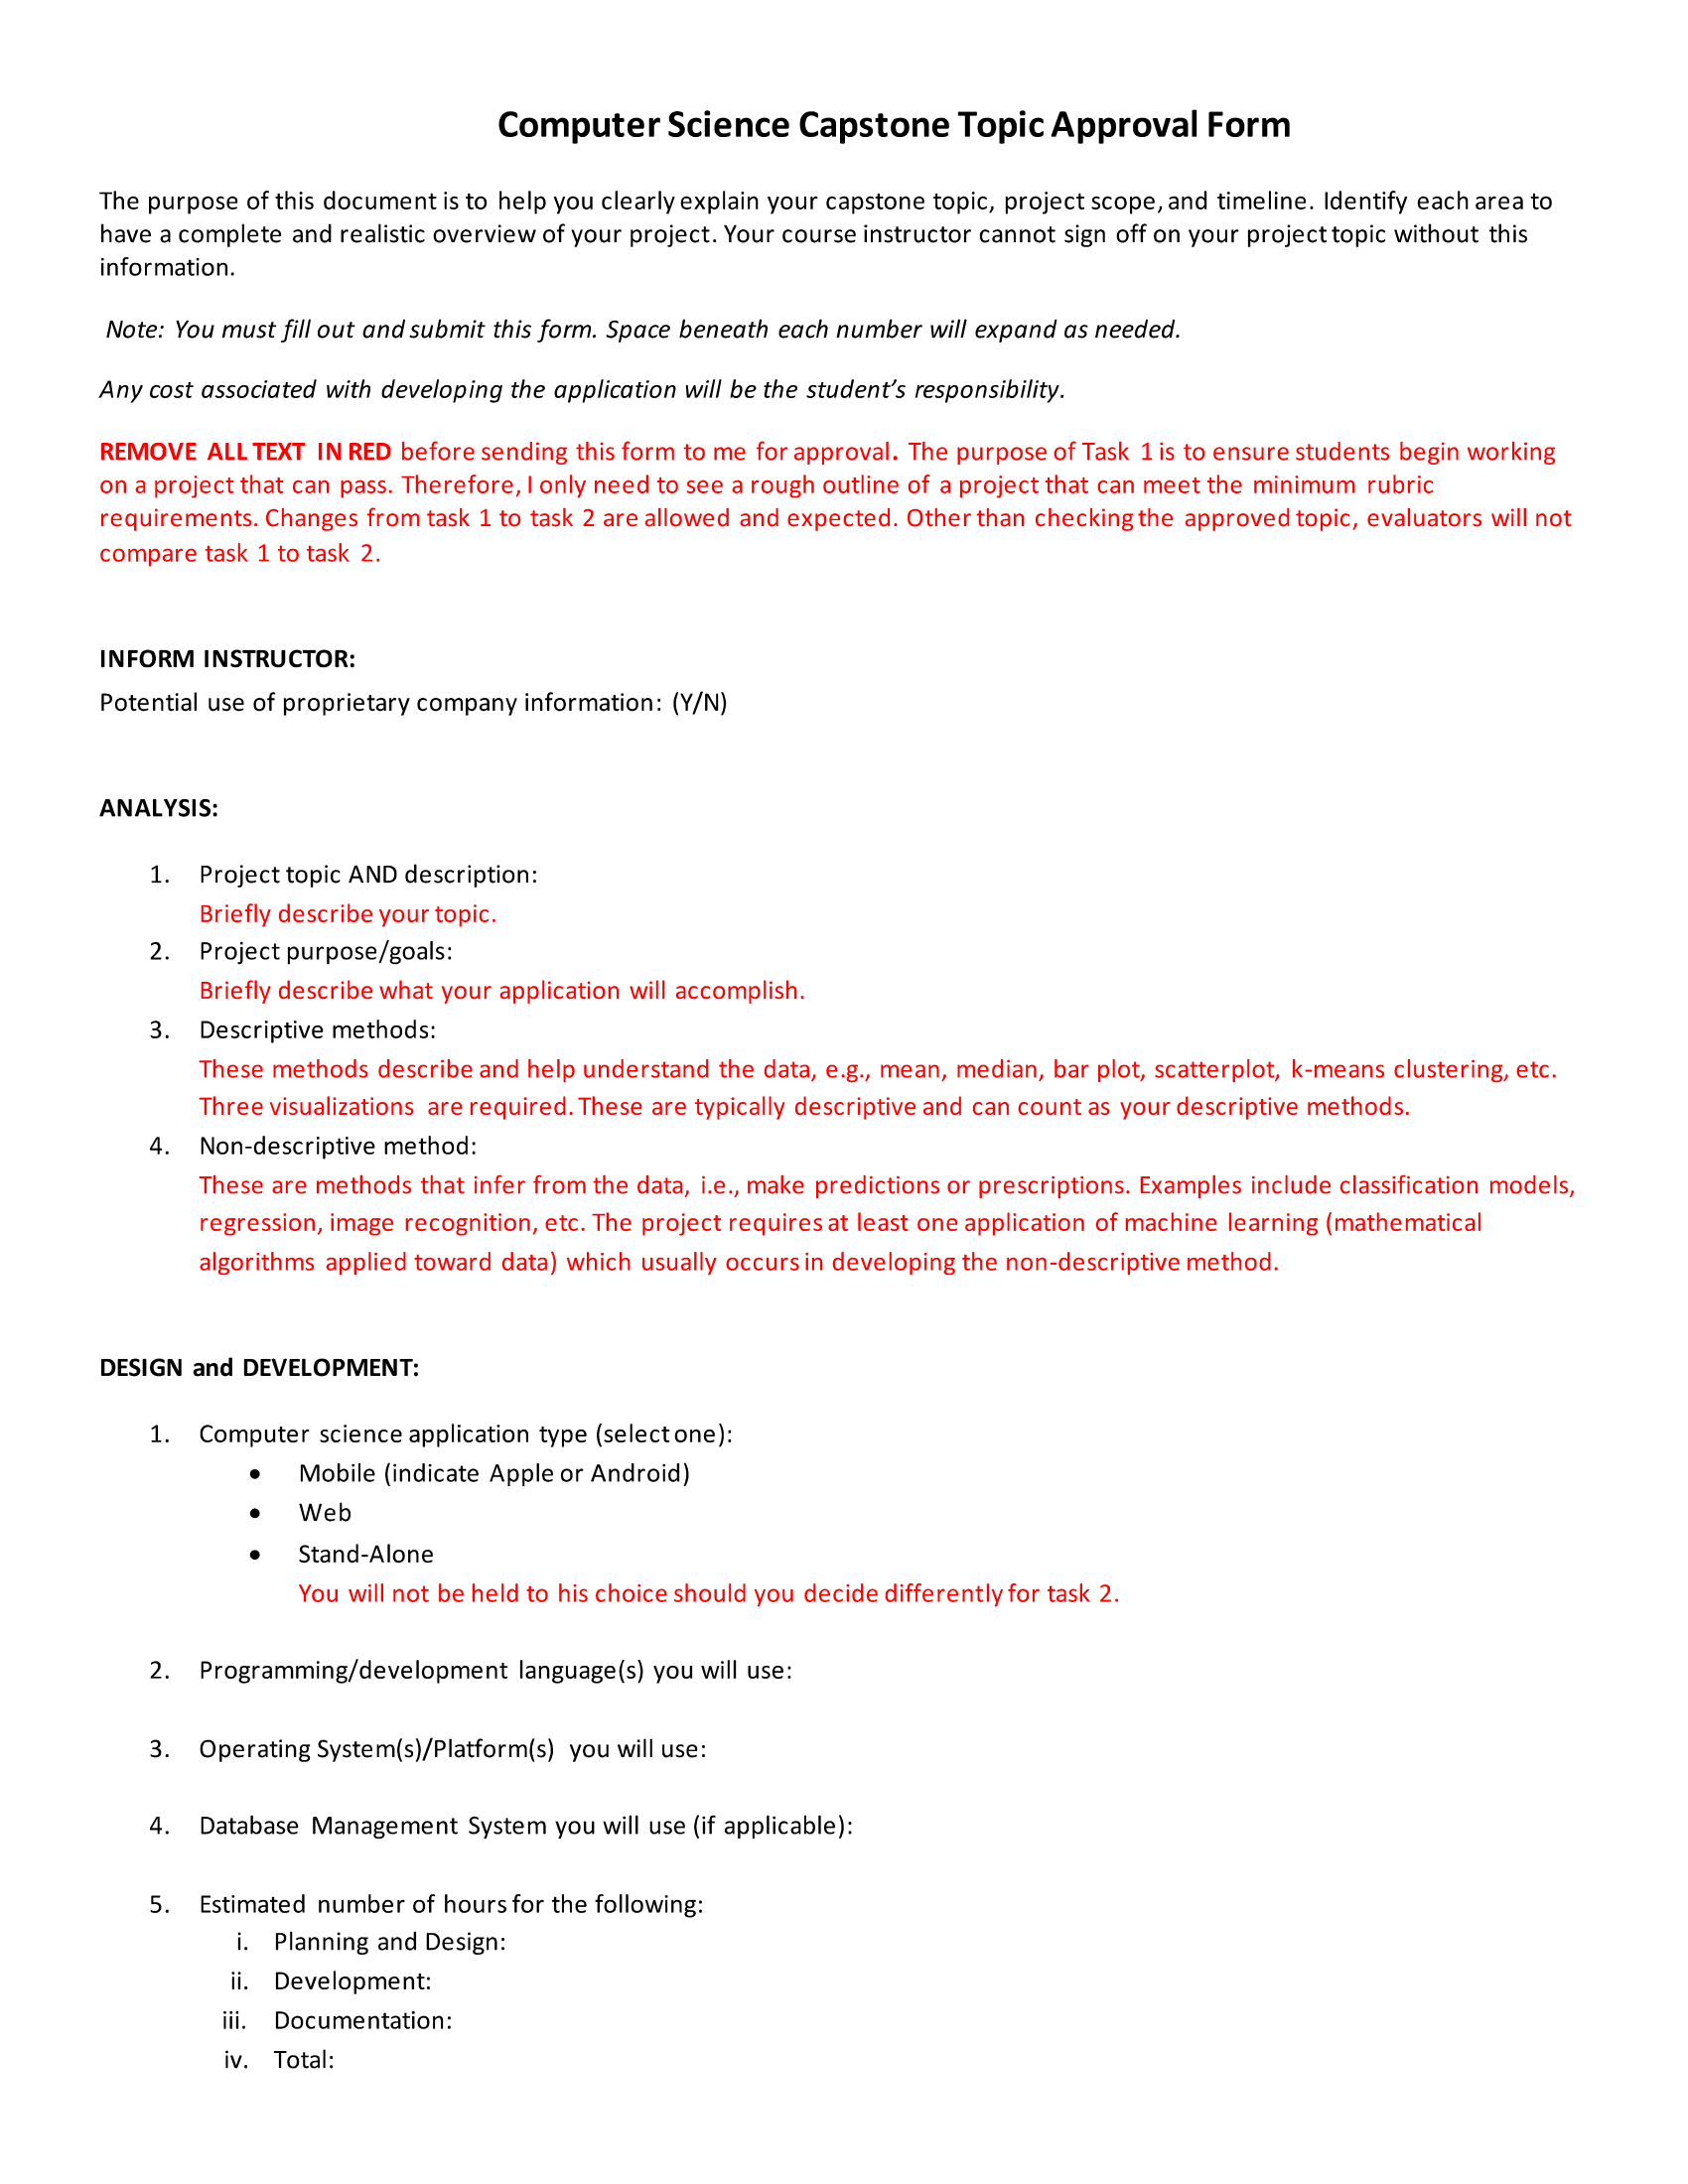 Computer Science Capstone Topic Approval Form
The purpose of this document is to help you clearly explain your capstone topic, project scope, and timeline. Identify each area to
have a complete and realistic overview of your project. Your course instructor cannot sign off on your project topic without this
information.
Note: You must fill out and submit this form. Space beneath each number will expand as needed.
Any cost associated with developing the application will be the student’s responsibility.
REMOVE ALL TEXT IN RED before sending this form to me for approval. The purpose of Task 1 is to ensure students begin working
on a project that can pass. Therefore, I only need to see a rough outline of a project that can meet the minimum rubric
requirements. Changes from task 1 to task 2 are allowed and expected. Other than checking the approved topic, evaluators will not
compare task 1 to task 2.
INFORM INSTRUCTOR:
Potential use of proprietary company information: (Y/N)
ANALYSIS:
1. Project topic AND description:
Briefly describe your topic.
2. Project purpose/goals:
Briefly describe what your application will accomplish.
3. Descriptive methods:
These methods describe and help understand the data, e.g., mean, median, bar plot, scatterplot, k-means clustering, etc.
Three visualizations are required. These are typically descriptive and can count as your descriptive methods.
4. Non-descriptive method:
These are methods that infer from the data, i.e., make predictions or prescriptions. Examples include classification models,
regression, image recognition, etc. The project requires at least one application of machine learning (mathematical
algorithms applied toward data) which usually occurs in developing the non-descriptive method.
DESIGN and DEVELOPMENT:
1. Computer science application type (select one):
• Mobile (indicate Apple or Android)
• Web
• Stand-Alone
You will not be held to his choice should you decide differently for task 2.
2. Programming/development language(s) you will use:
3. Operating System(s)/Platform(s) you will use:
4. Database Management System you will use (if applicable):
5. Estimated number of hours for the following:
i. Planning and Design:
ii. Development:
iii. Documentation:
iv. Total: